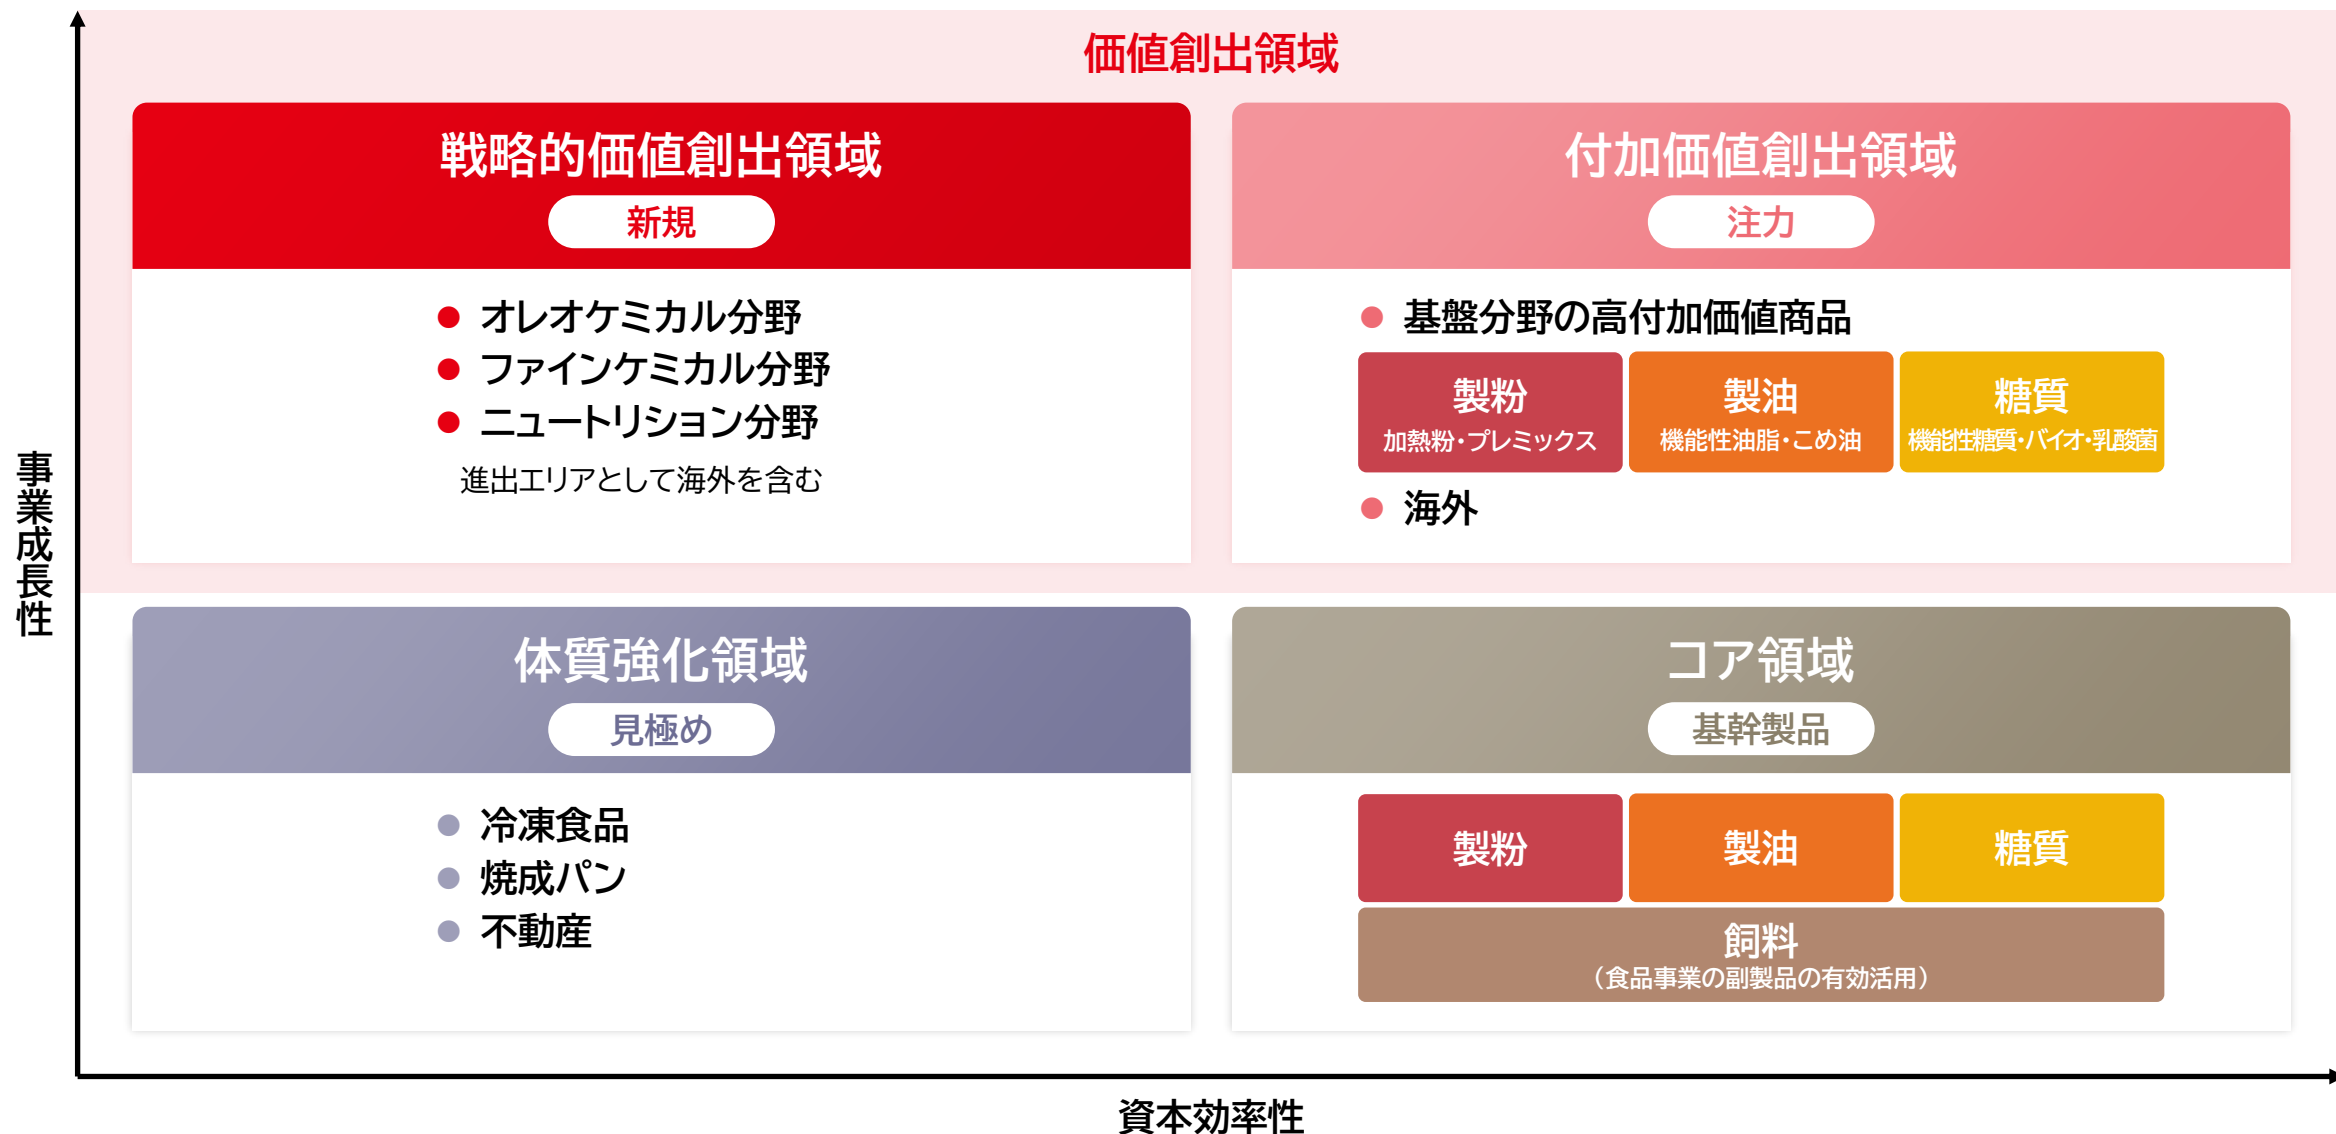 価値創出領域
戦略的価値創出領域
新規
オレオケミカル分野
ファインケミカル分野
ニュートリション分野
進出エリアとして海外を含む
付加価値創出領域
注力
基盤分野の高付加価値商品
製粉
加熱粉・プレミックス
製油
機能性油脂・こめ油
糖質
機能性糖質・バイオ・乳酸菌
海外
事業成長性
体質強化領域
見極め
冷凍食品
焼成パン
不動産
コア領域
基幹製品
製粉
製油
糖質
飼料
（食品事業の副製品の有効活用）
資本効率性